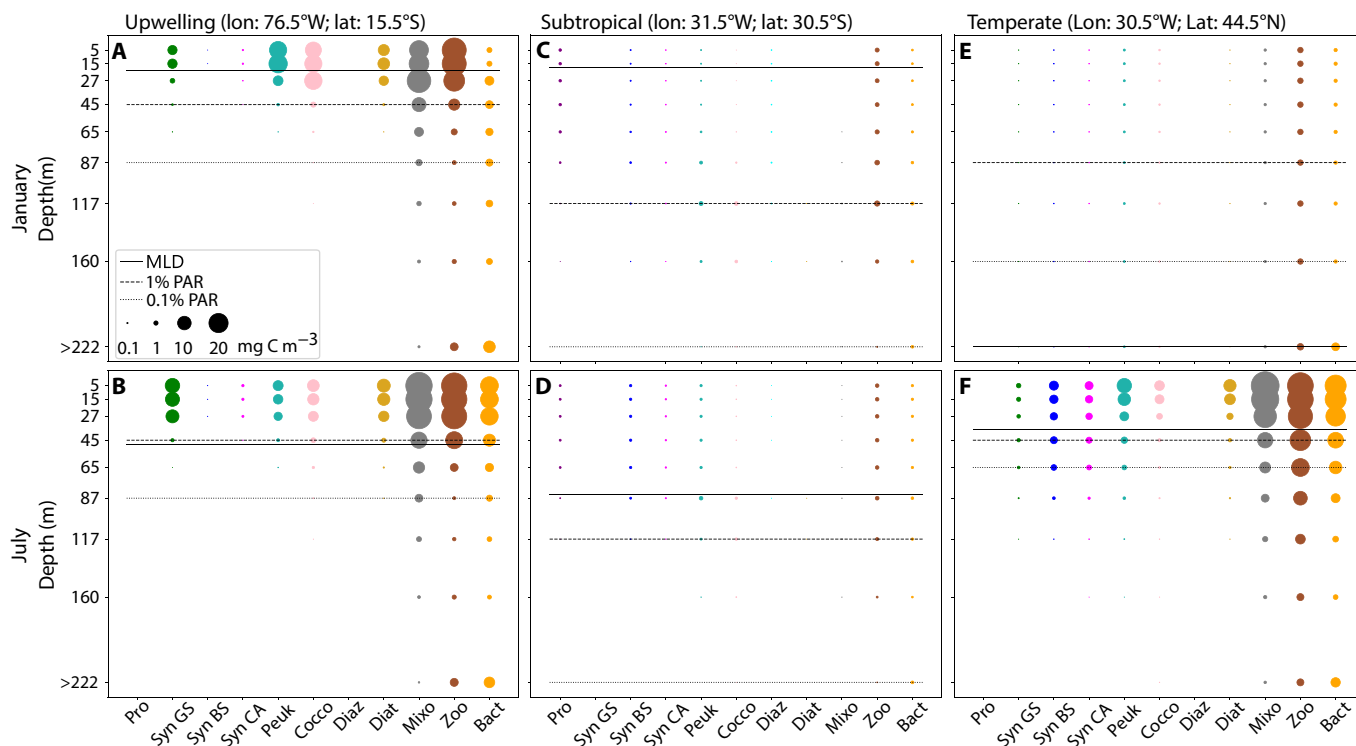 Upwelling (lon: 76.5°W; lat: 15.5°S)
Subtropical (lon: 31.5°W; lat: 30.5°S)
Temperate (Lon: 30.5°W; Lat: 44.5°N)
January
Depth(m)
A
C
E
5
15
27
45
65
87
117
160
>222
MLD
1% PAR
0.1% PAR
0.1 1 10 20 mg C m⁻³
July
Depth (m)
B
D
F
5
15
27
45
65
87
117
160
>222
Pro Syn GS Syn BS Syn CA Peuk Cocco Diaz Diat Mixo Zoo Bact
Pro Syn GS Syn BS Syn CA Peuk Cocco Diaz Diat Mixo Zoo Bact
Pro Syn GS Syn BS Syn CA Peuk Cocco Diaz Diat Mixo Zoo Bact